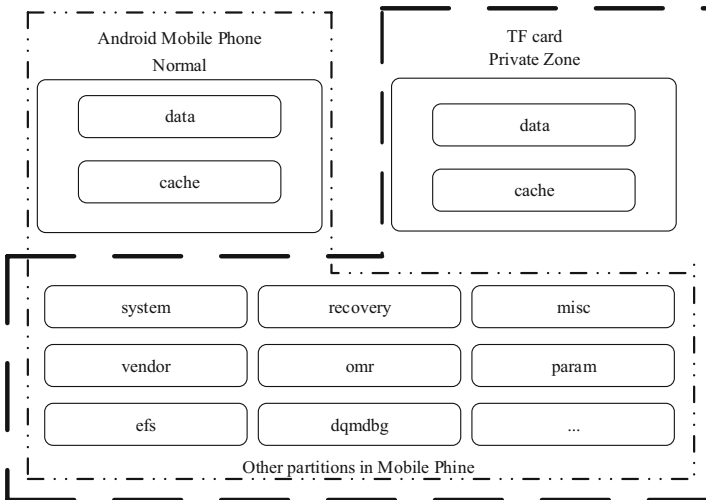 Android Mobile Phone
Normal
data
cache
TF card
Private Zone
data
cache
system
recovery
misc
vendor
omr
param
efs
dqmdbg
...
Other partitions in Mobile Phine